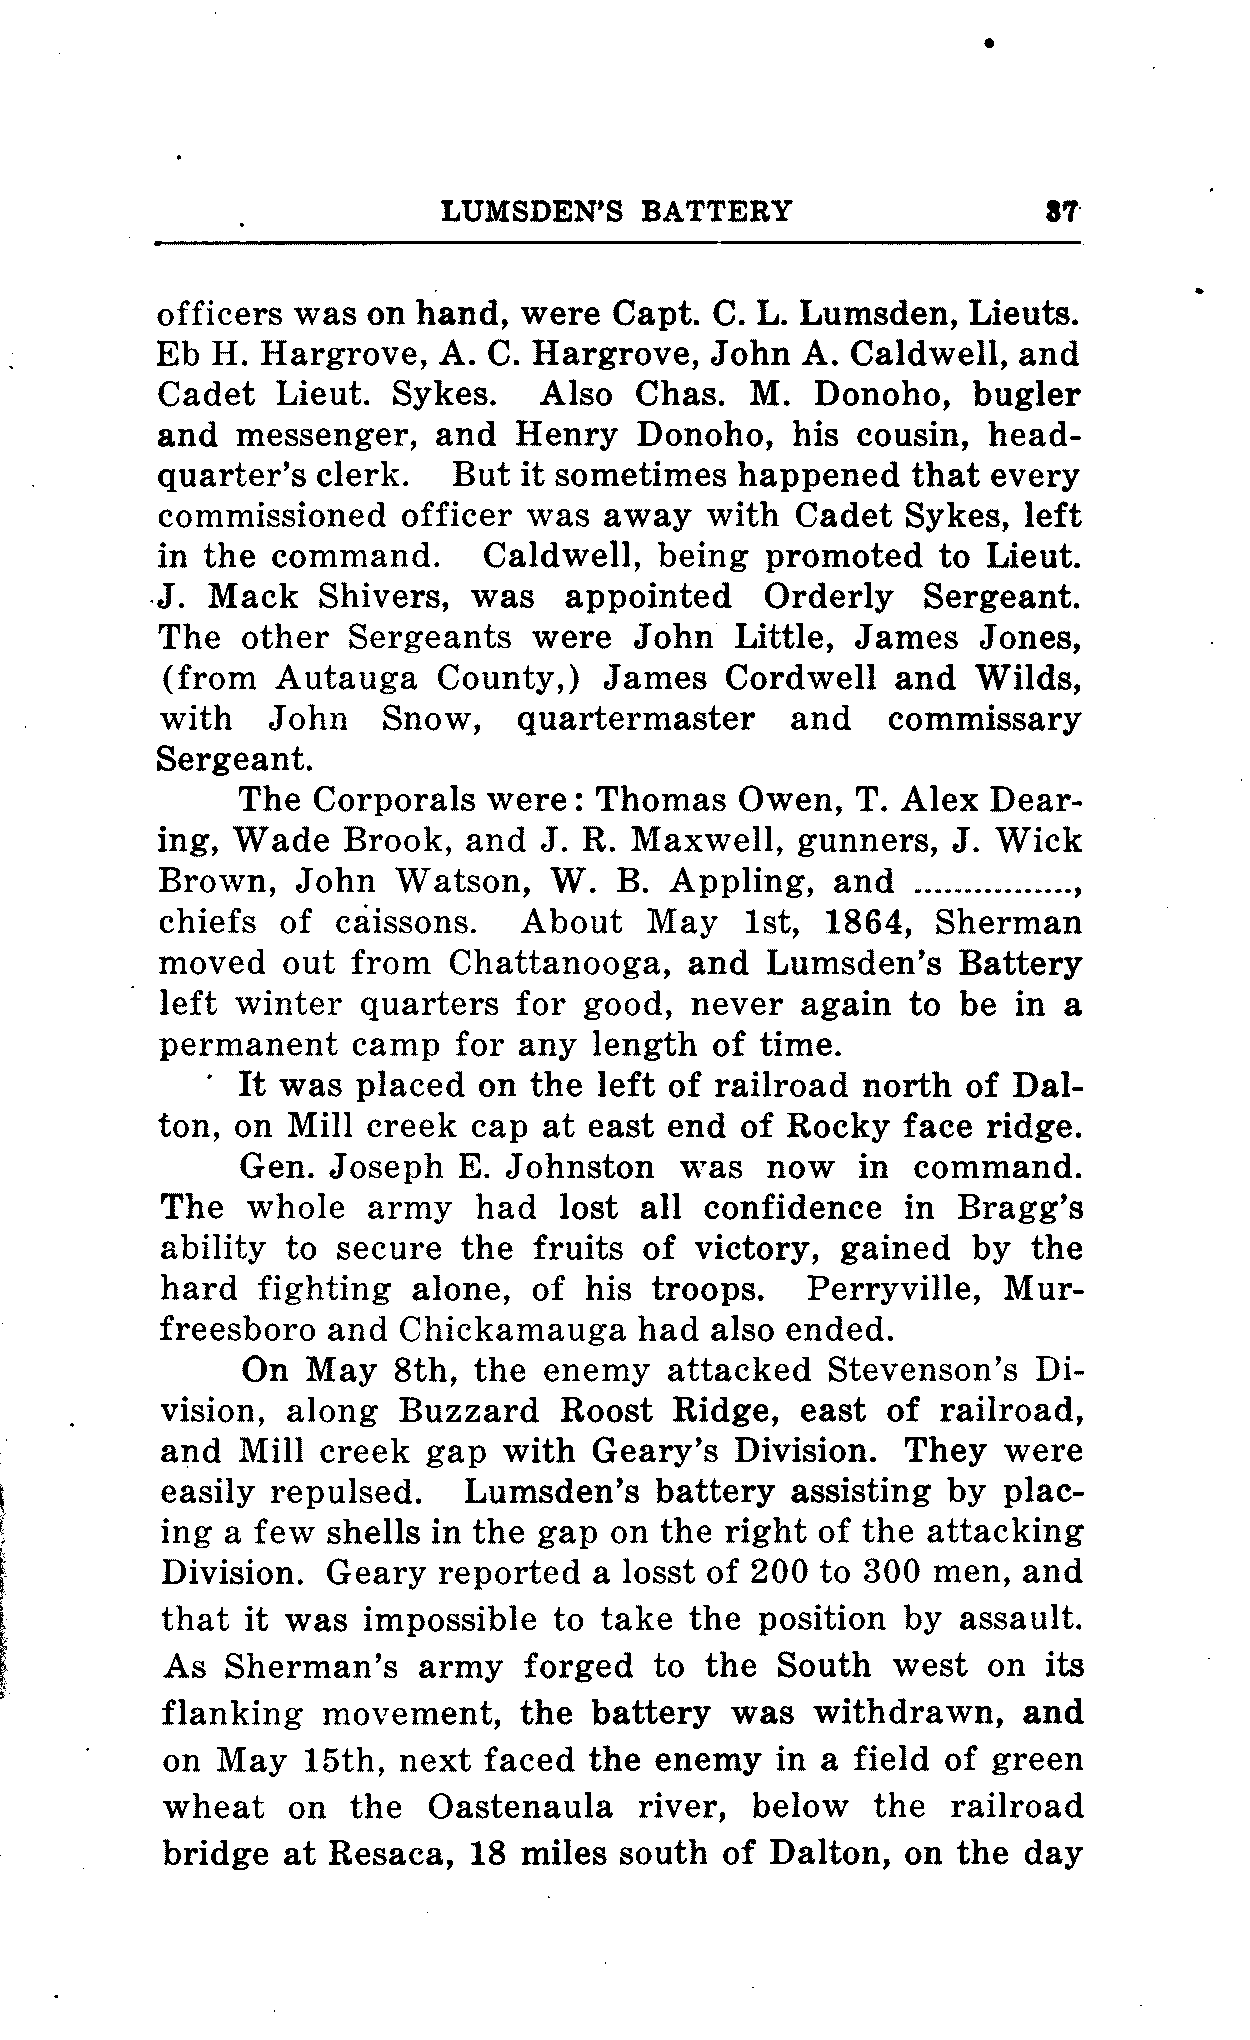 LUMSDEN'S BATTERY 37
officers was on hand, were Capt. C. L. Lumsden, Lieuts.
Eb H. Hargrove, A. C. Hargrove, John A. Caldwell, and
Cadet Lieut. Sykes. Also Chas. M. Donoho, bugler
and messenger, and Henry Donoho, his cousin, head-
quarter's clerk. But it sometimes happened that every
commissioned officer was away with Cadet Sykes, left
in the command. Caldwell, being promoted to Lieut.
J. Mack Shivers, was appointed Orderly Sergeant.
The other Sergeants were John Little, James Jones,
(from Autauga County,) James Cordwell and Wilds,
with John Snow, quartermaster and commissary
Sergeant.
The Corporals were: Thomas Owen, T. Alex Dear-
ing, Wade Brook, and J. R. Maxwell, gunners, J. Wick
Brown, John Watson, W. B. Appling, and ................,
chiefs of caissons. About May 1st, 1864, Sherman
moved out from Chattanooga, and Lumsden's Battery
left winter quarters for good, never again to be in a
permanent camp for any length of time.
It was placed on the left of railroad north of Dal-
ton, on Mill creek cap at east end of Rocky face ridge.
Gen. Joseph E. Johnston was now in command.
The whole army had lost all confidence in Bragg's
ability to secure the fruits of victory, gained by the
hard fighting alone, of his troops. Perryville, Mur-
freesboro and Chickamauga had also ended.
On May 8th, the enemy attacked Stevenson's Di-
vision, along Buzzard Roost Ridge, east of railroad,
and Mill creek gap with Geary's Division. They were
easily repulsed. Lumsden's battery assisting by plac-
ing a few shells in the gap on the right of the attacking
Division. Geary reported a losst of 200 to 300 men, and
that it was impossible to take the position by assault.
As Sherman's army forged to the South west on its
flanking movement, the battery was withdrawn, and
on May 15th, next faced the enemy in a field of green
wheat on the Oastenaula river, below the railroad
bridge at Resaca, 18 miles south of Dalton, on the day